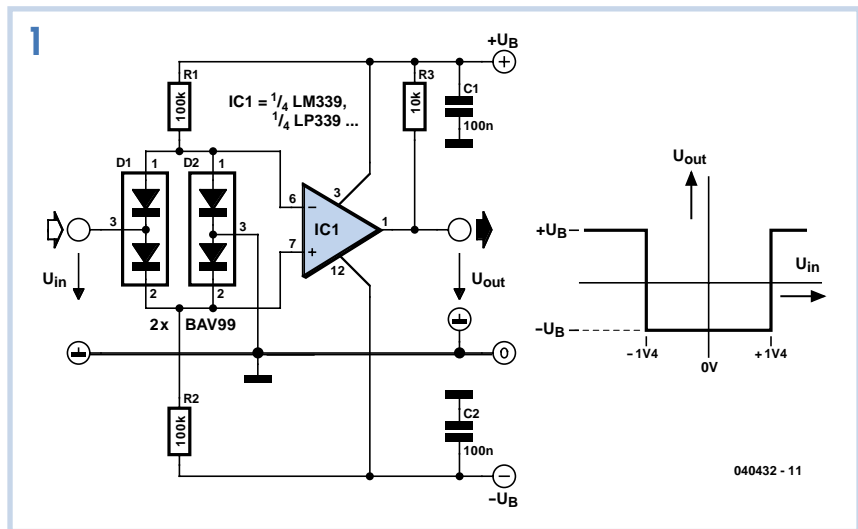 1
+UB
R1
100k
IC1 = 1/4 LM339,
1/4 LP339 ...
R3
10k
C1
100n
D1
1
D2
1
3
3
2
2
6
7
3
1
12
IC1
Uin
Uout
2x BAV99
0
R2
100k
C2
100n
–UB
Uout
+UB
Uin
–UB
–1V4
0V
+1V4
040432 - 11